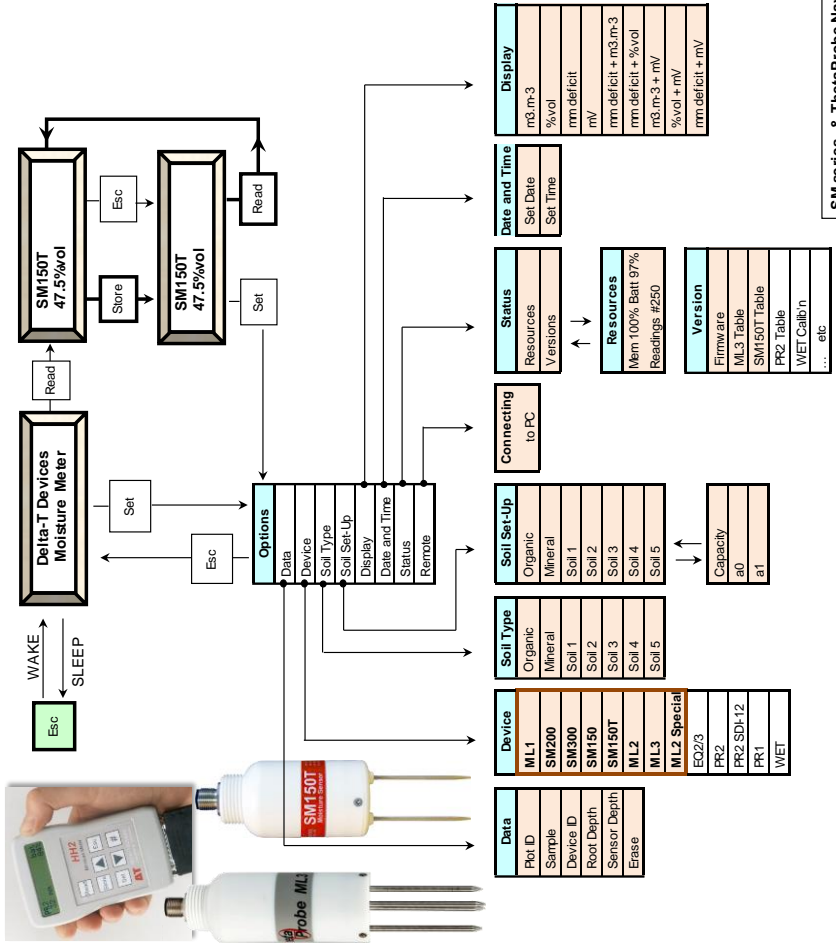 WAKE
SLEEP
Esc
Delta-T Devices
Moisture Meter
Read
SM150T
47.5%vol
Store
Esc
SM150T
47.5%vol
Read
Set
Set
Esc
Options
Data
Device
Soil Type
Soil Set-Up
Display
Date and Time
Status
Remote
HH2
SM150T
Moisture Sensor
Probe ML3
Data
Plot ID
Sample
Device ID
Root Depth
Sensor Depth
Erase
Device
ML1
SM200
SM300
SM150
SM150T
ML2
ML3
ML2 Special
EQ2/3
PR2
PR2 SDI-12
PR1
WET
Soil Type
Organic
Mineral
Soil 1
Soil 2
Soil 3
Soil 4
Soil 5
Soil Set-Up
Organic
Mineral
Soil 1
Soil 2
Soil 3
Soil 4
Soil 5
Capacity
a0
a1
Connecting
to PC
Status
Resources
Versions
Resources
Mem 100% Batt 97%
Readings #250
Version
Firmware
ML3 Table
SM150T Table
PR2 Table
WET Calib'n
... etc
Date and Time
Set Date
Set Time
Display
m3.m-3
%vol
mm deficit
mV
mm deficit + m3.m-3
mm deficit + %vol
m3.m-3 + mV
%vol + mV
mm deficit + mV